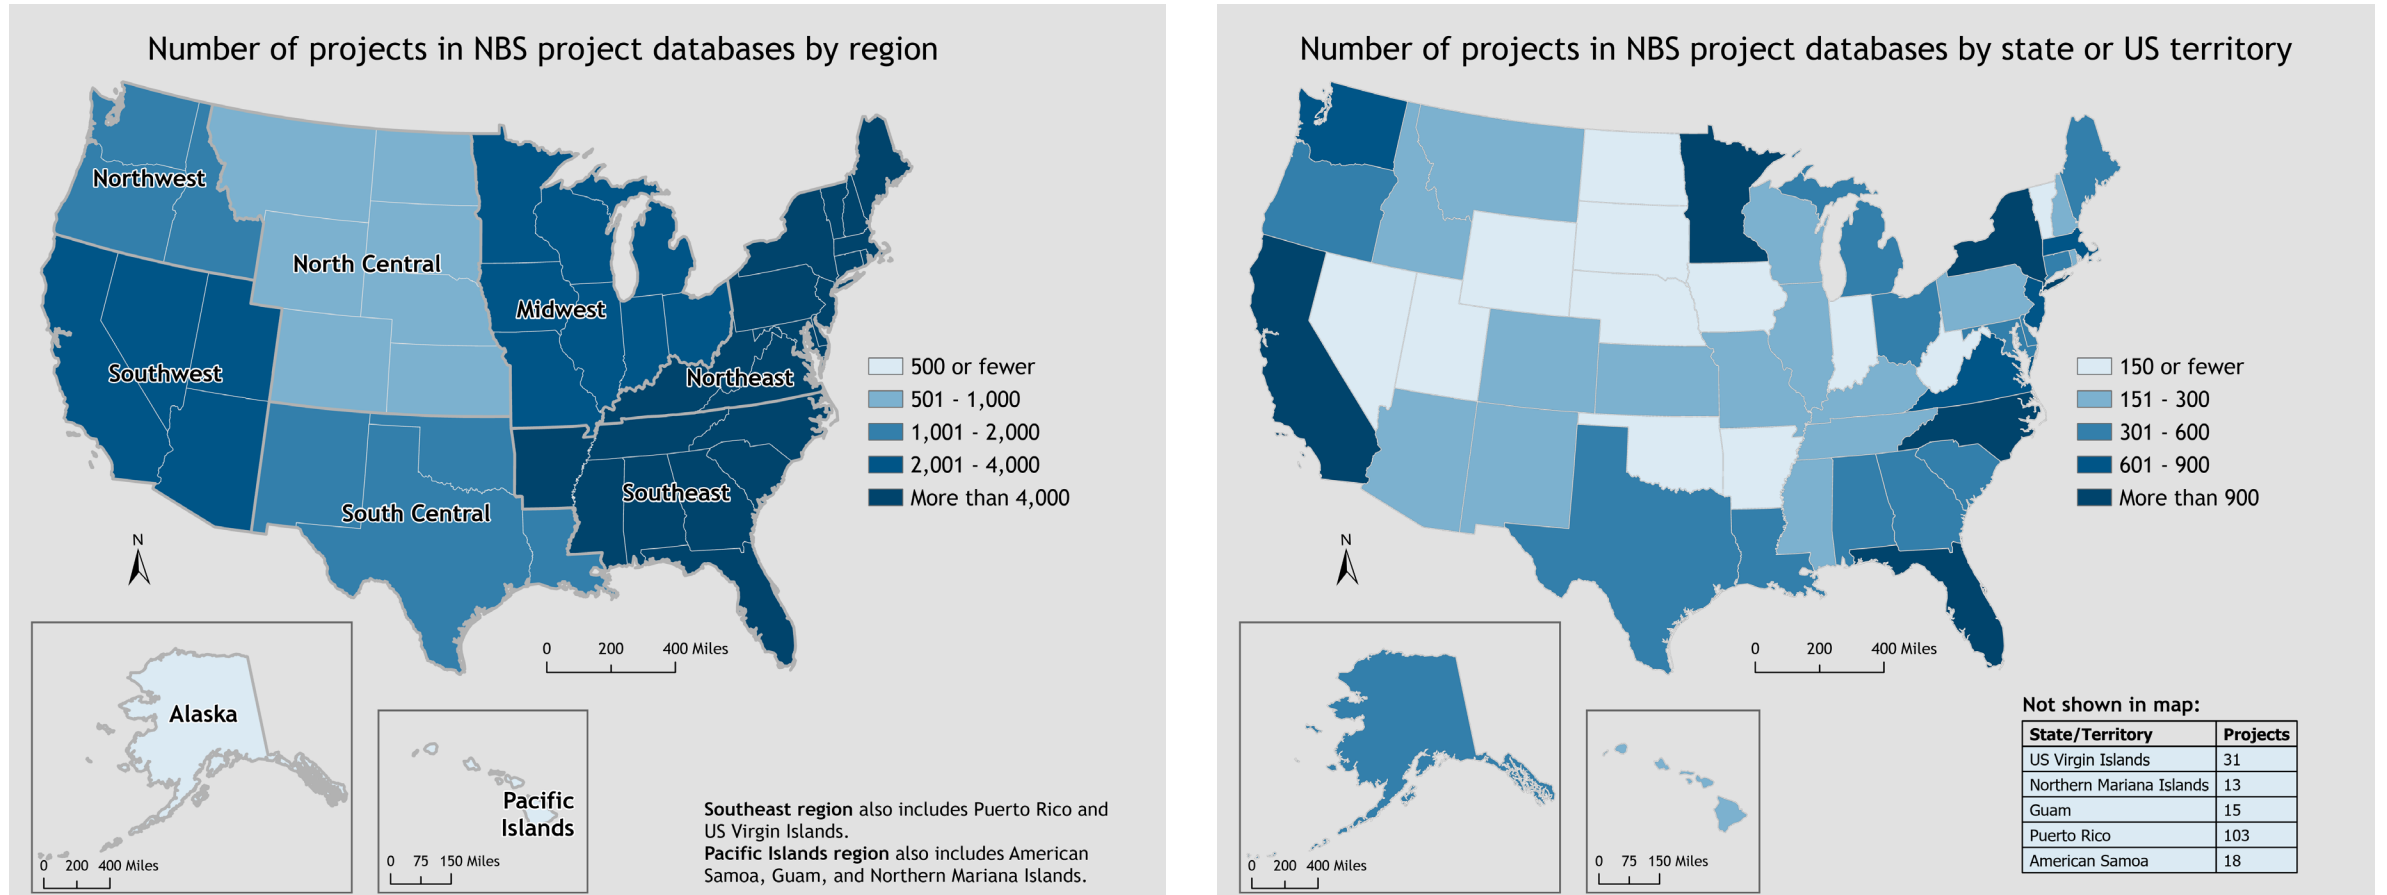 Number of projects in NBS project databases by region
Northwest
North Central
Midwest
Southwest
Northeast
Southeast
South Central
500 or fewer
501 - 1,000
1,001 - 2,000
2,001 - 4,000
More than 4,000
N
0 200 400 Miles
Alaska
0 200 400 Miles
Pacific
Islands
0 75 150 Miles
Southeast region also includes Puerto Rico and
US Virgin Islands.
Pacific Islands region also includes American
Samoa, Guam, and Northern Mariana Islands.
Number of projects in NBS project databases by state or US territory
150 or fewer
151 - 300
301 - 600
601 - 900
More than 900
N
0 200 400 Miles
0 200 400 Miles
0 75 150 Miles
Not shown in map:
State/Territory Projects
US Virgin Islands 31
Northern Mariana Islands 13
Guam 15
Puerto Rico 103
American Samoa 18